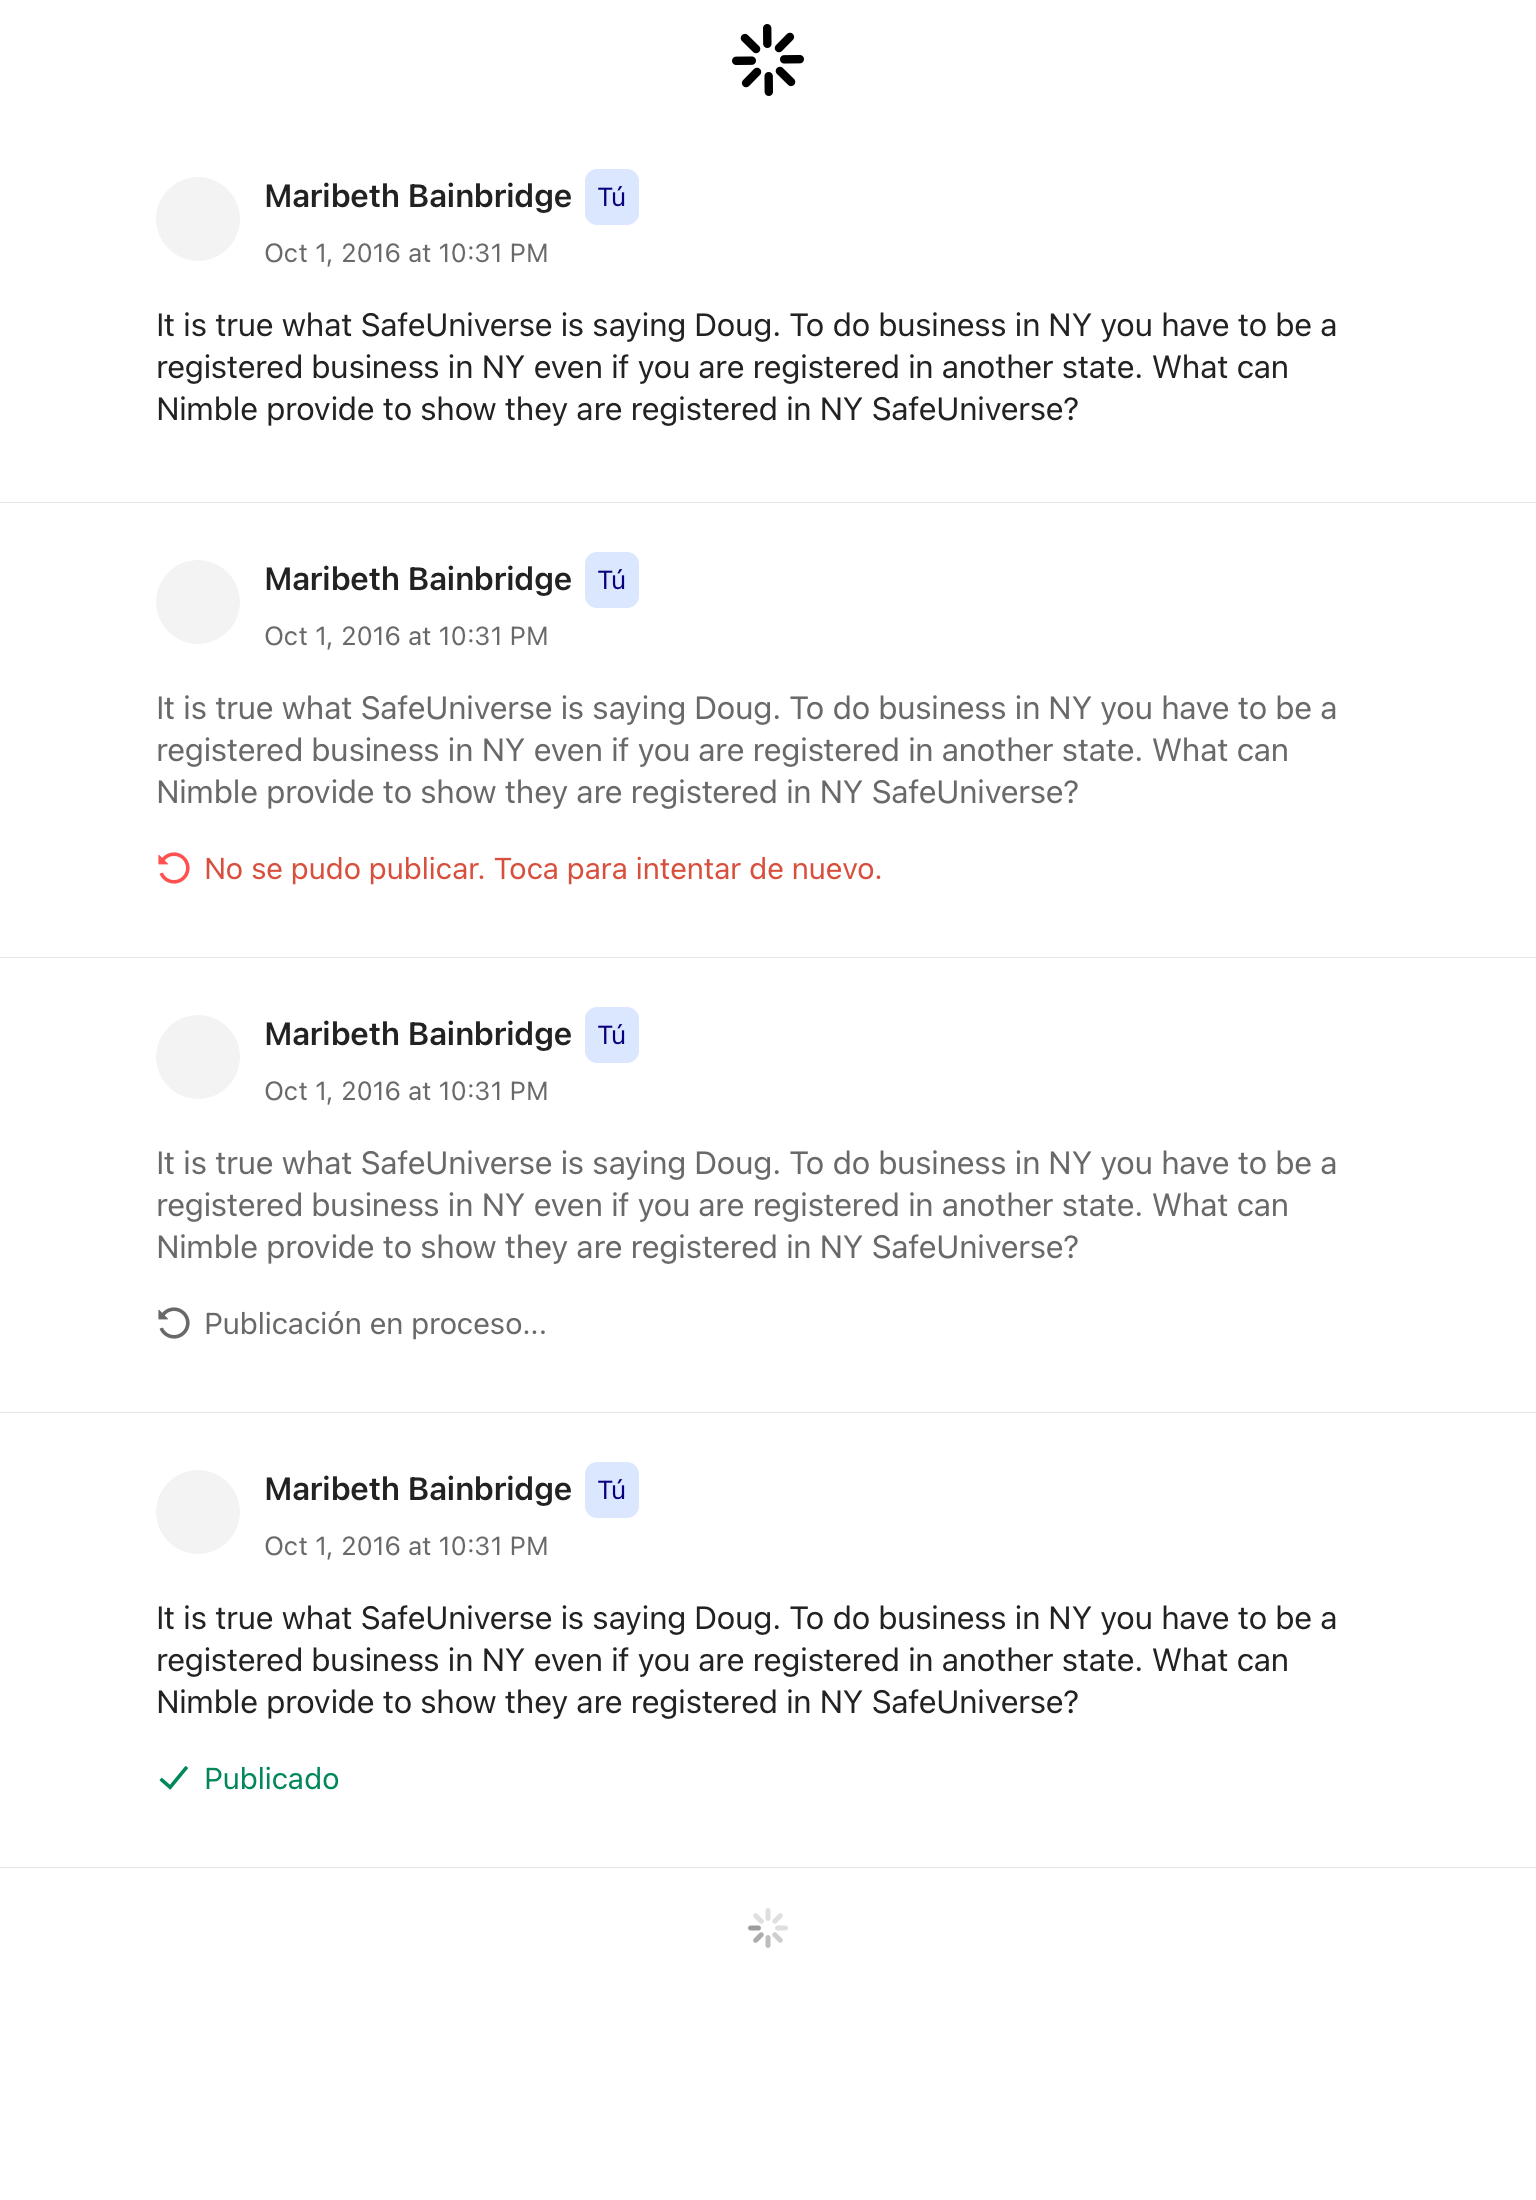 Maribeth Bainbridge Tú
Oct 1, 2016 at 10:31 PM
It is true what SafeUniverse is saying Doug. To do business in NY you have to be a
registered business in NY even if you are registered in another state. What can
Nimble provide to show they are registered in NY SafeUniverse?
Maribeth Bainbridge Tú
Oct 1, 2016 at 10:31 PM
It is true what SafeUniverse is saying Doug. To do business in NY you have to be a
registered business in NY even if you are registered in another state. What can
Nimble provide to show they are registered in NY SafeUniverse?
No se pudo publicar. Toca para intentar de nuevo.
Maribeth Bainbridge Tú
Oct 1, 2016 at 10:31 PM
It is true what SafeUniverse is saying Doug. To do business in NY you have to be a
registered business in NY even if you are registered in another state. What can
Nimble provide to show they are registered in NY SafeUniverse?
Publicación en proceso...
Maribeth Bainbridge Tú
Oct 1, 2016 at 10:31 PM
It is true what SafeUniverse is saying Doug. To do business in NY you have to be a
registered business in NY even if you are registered in another state. What can
Nimble provide to show they are registered in NY SafeUniverse?
Publicado